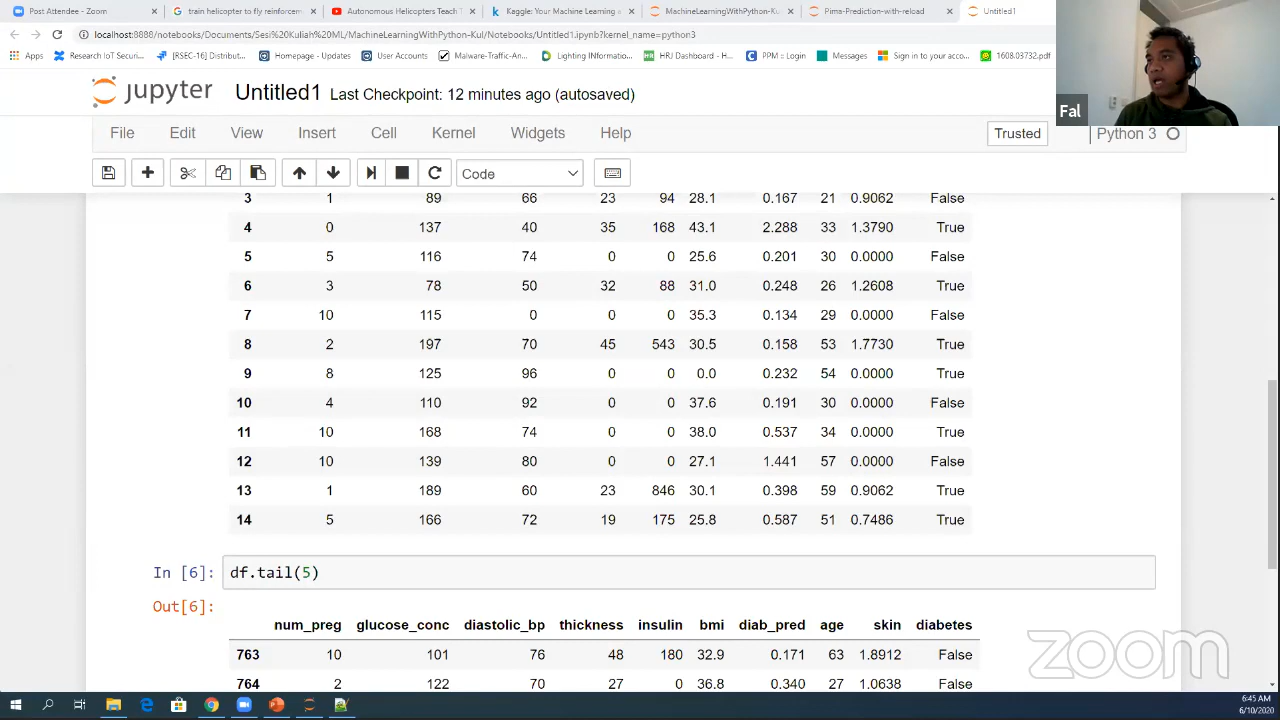 Post Attendee - Zoom
train helicopter to fly reinforcem
Autonomous Helicopters Teach T
Kaggle: Your Machine Learning a
MachineLearningWithPython-Ku
Pima-Prediction-with-reload
Untitled1
localhost:8888/notebooks/Documents/Sesi%20Kuliah%20ML/MachineLearningWithPython-Kul/Notebooks/Untitled1.ipynb?kernel_name=python3
Apps
Research IoT Securi...
[RSEC-16] Distribut...
Homepage - Updates
User Accounts
Malware-Traffic-An...
Lighting INformatio...
HRJ Dashboard - H...
PPM :: Login
Messages
Sign in to your acco...
1608.03732.pdf
jupyter Untitled1 Last Checkpoint: 12 minutes ago (autosaved)
Fal
File Edit View Insert Cell Kernel Widgets Help Trusted Python 3
Code
3 1 89 66 23 94 28.1 0.167 21 0.9062 False
4 0 137 40 35 168 43.1 2.288 33 1.3790 True
5 5 116 74 0 0 25.6 0.201 30 0.0000 False
6 3 78 50 32 88 31.0 0.248 26 1.2608 True
7 10 115 0 0 0 35.3 0.134 29 0.0000 False
8 2 197 70 45 543 30.5 0.158 53 1.7730 True
9 8 125 96 0 0 0.0 0.232 54 0.0000 True
10 4 110 92 0 0 37.6 0.191 30 0.0000 False
11 10 168 74 0 0 38.0 0.537 34 0.0000 True
12 10 139 80 0 0 27.1 1.441 57 0.0000 False
13 1 189 60 23 846 30.1 0.398 59 0.9062 True
14 5 166 72 19 175 25.8 0.587 51 0.7486 True
In [6]: df.tail(5)
Out[6]:
num_preg glucose_conc diastolic_bp thickness insulin bmi diab_pred age skin diabetes
763 10 101 76 48 180 32.9 0.171 63 1.8912 False
764 2 122 70 27 0 36.8 0.340 27 1.0638 False
zoom
6:45 AM
6/10/2020